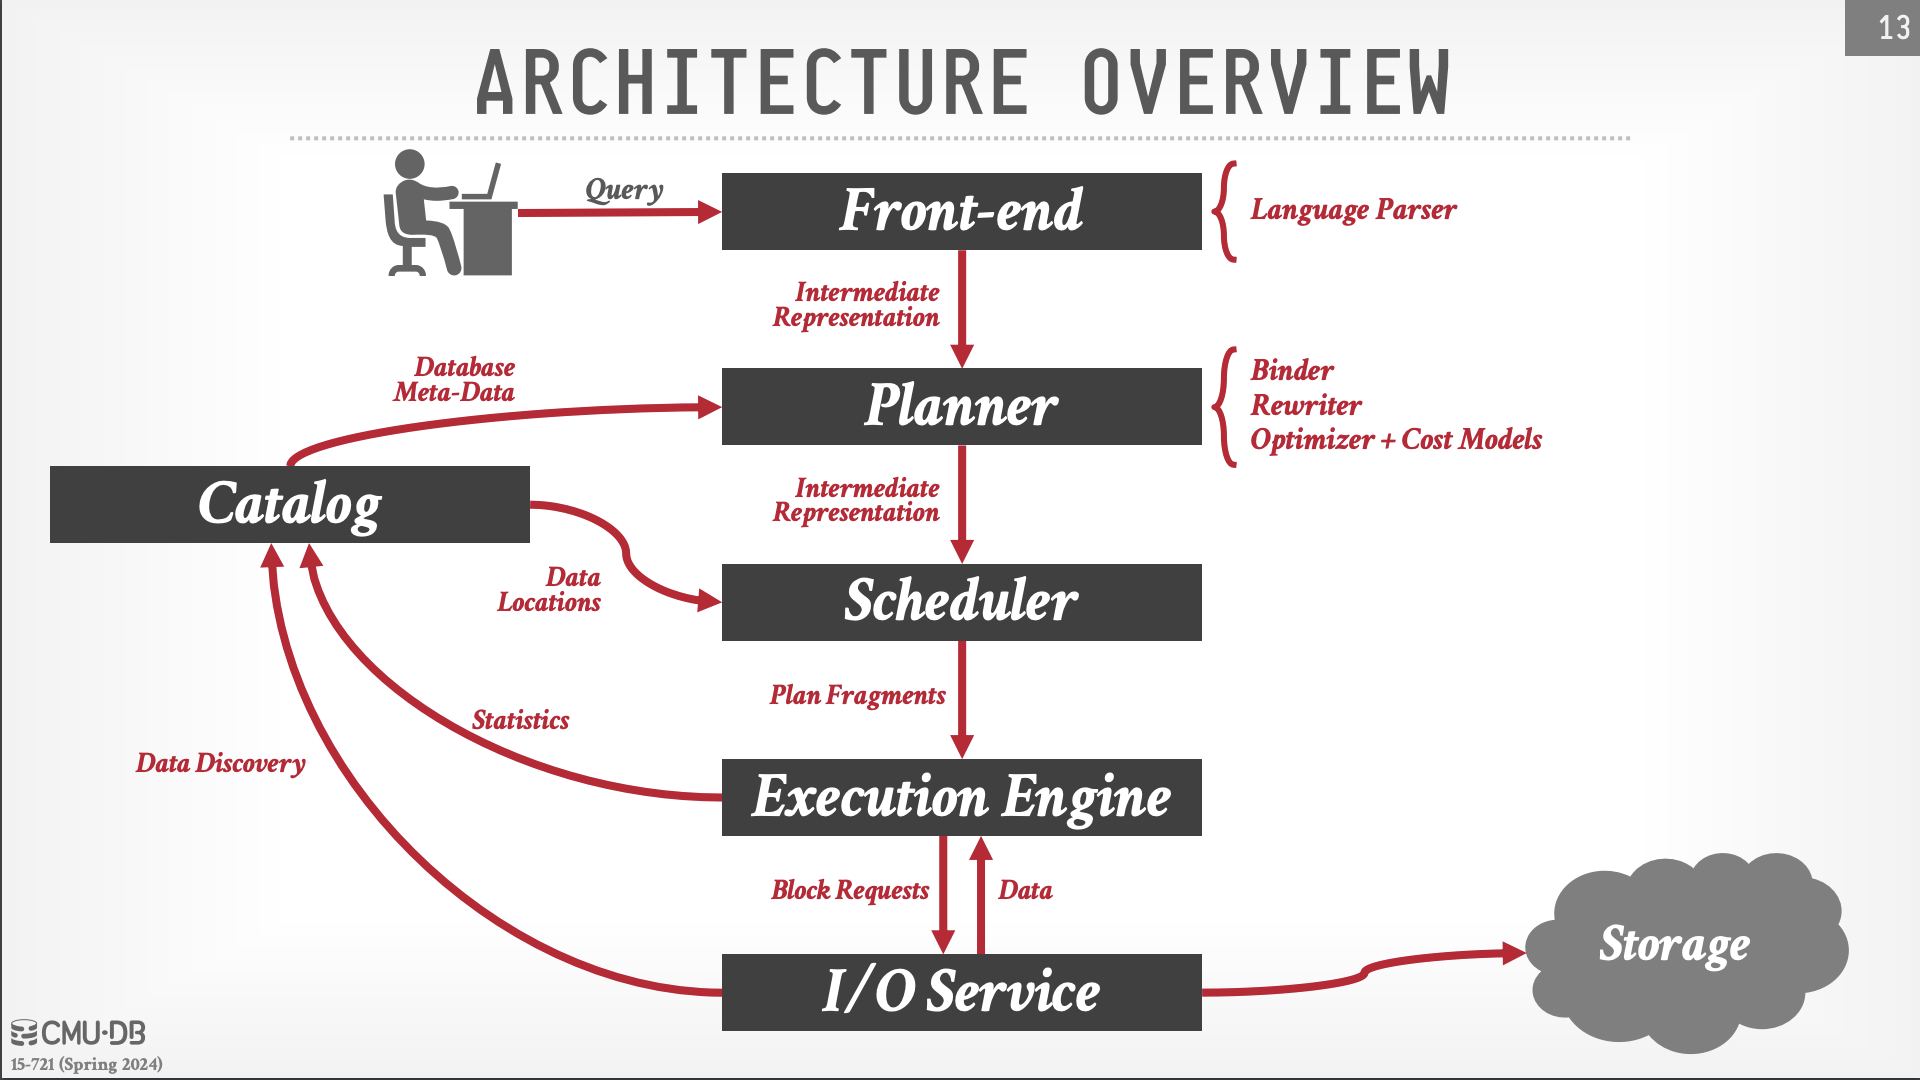 13
ARCHITECTURE OVERVIEW
Query
Front-end
Language Parser
Intermediate
Representation
Database
Meta-Data
Planner
Binder
Rewriter
Optimizer + Cost Models
Catalog
Intermediate
Representation
Data
Locations
Scheduler
Plan Fragments
Statistics
Data Discovery
Execution Engine
Block Requests
Data
I/O Service
Storage
CMU·DB
15-721 (Spring 2024)